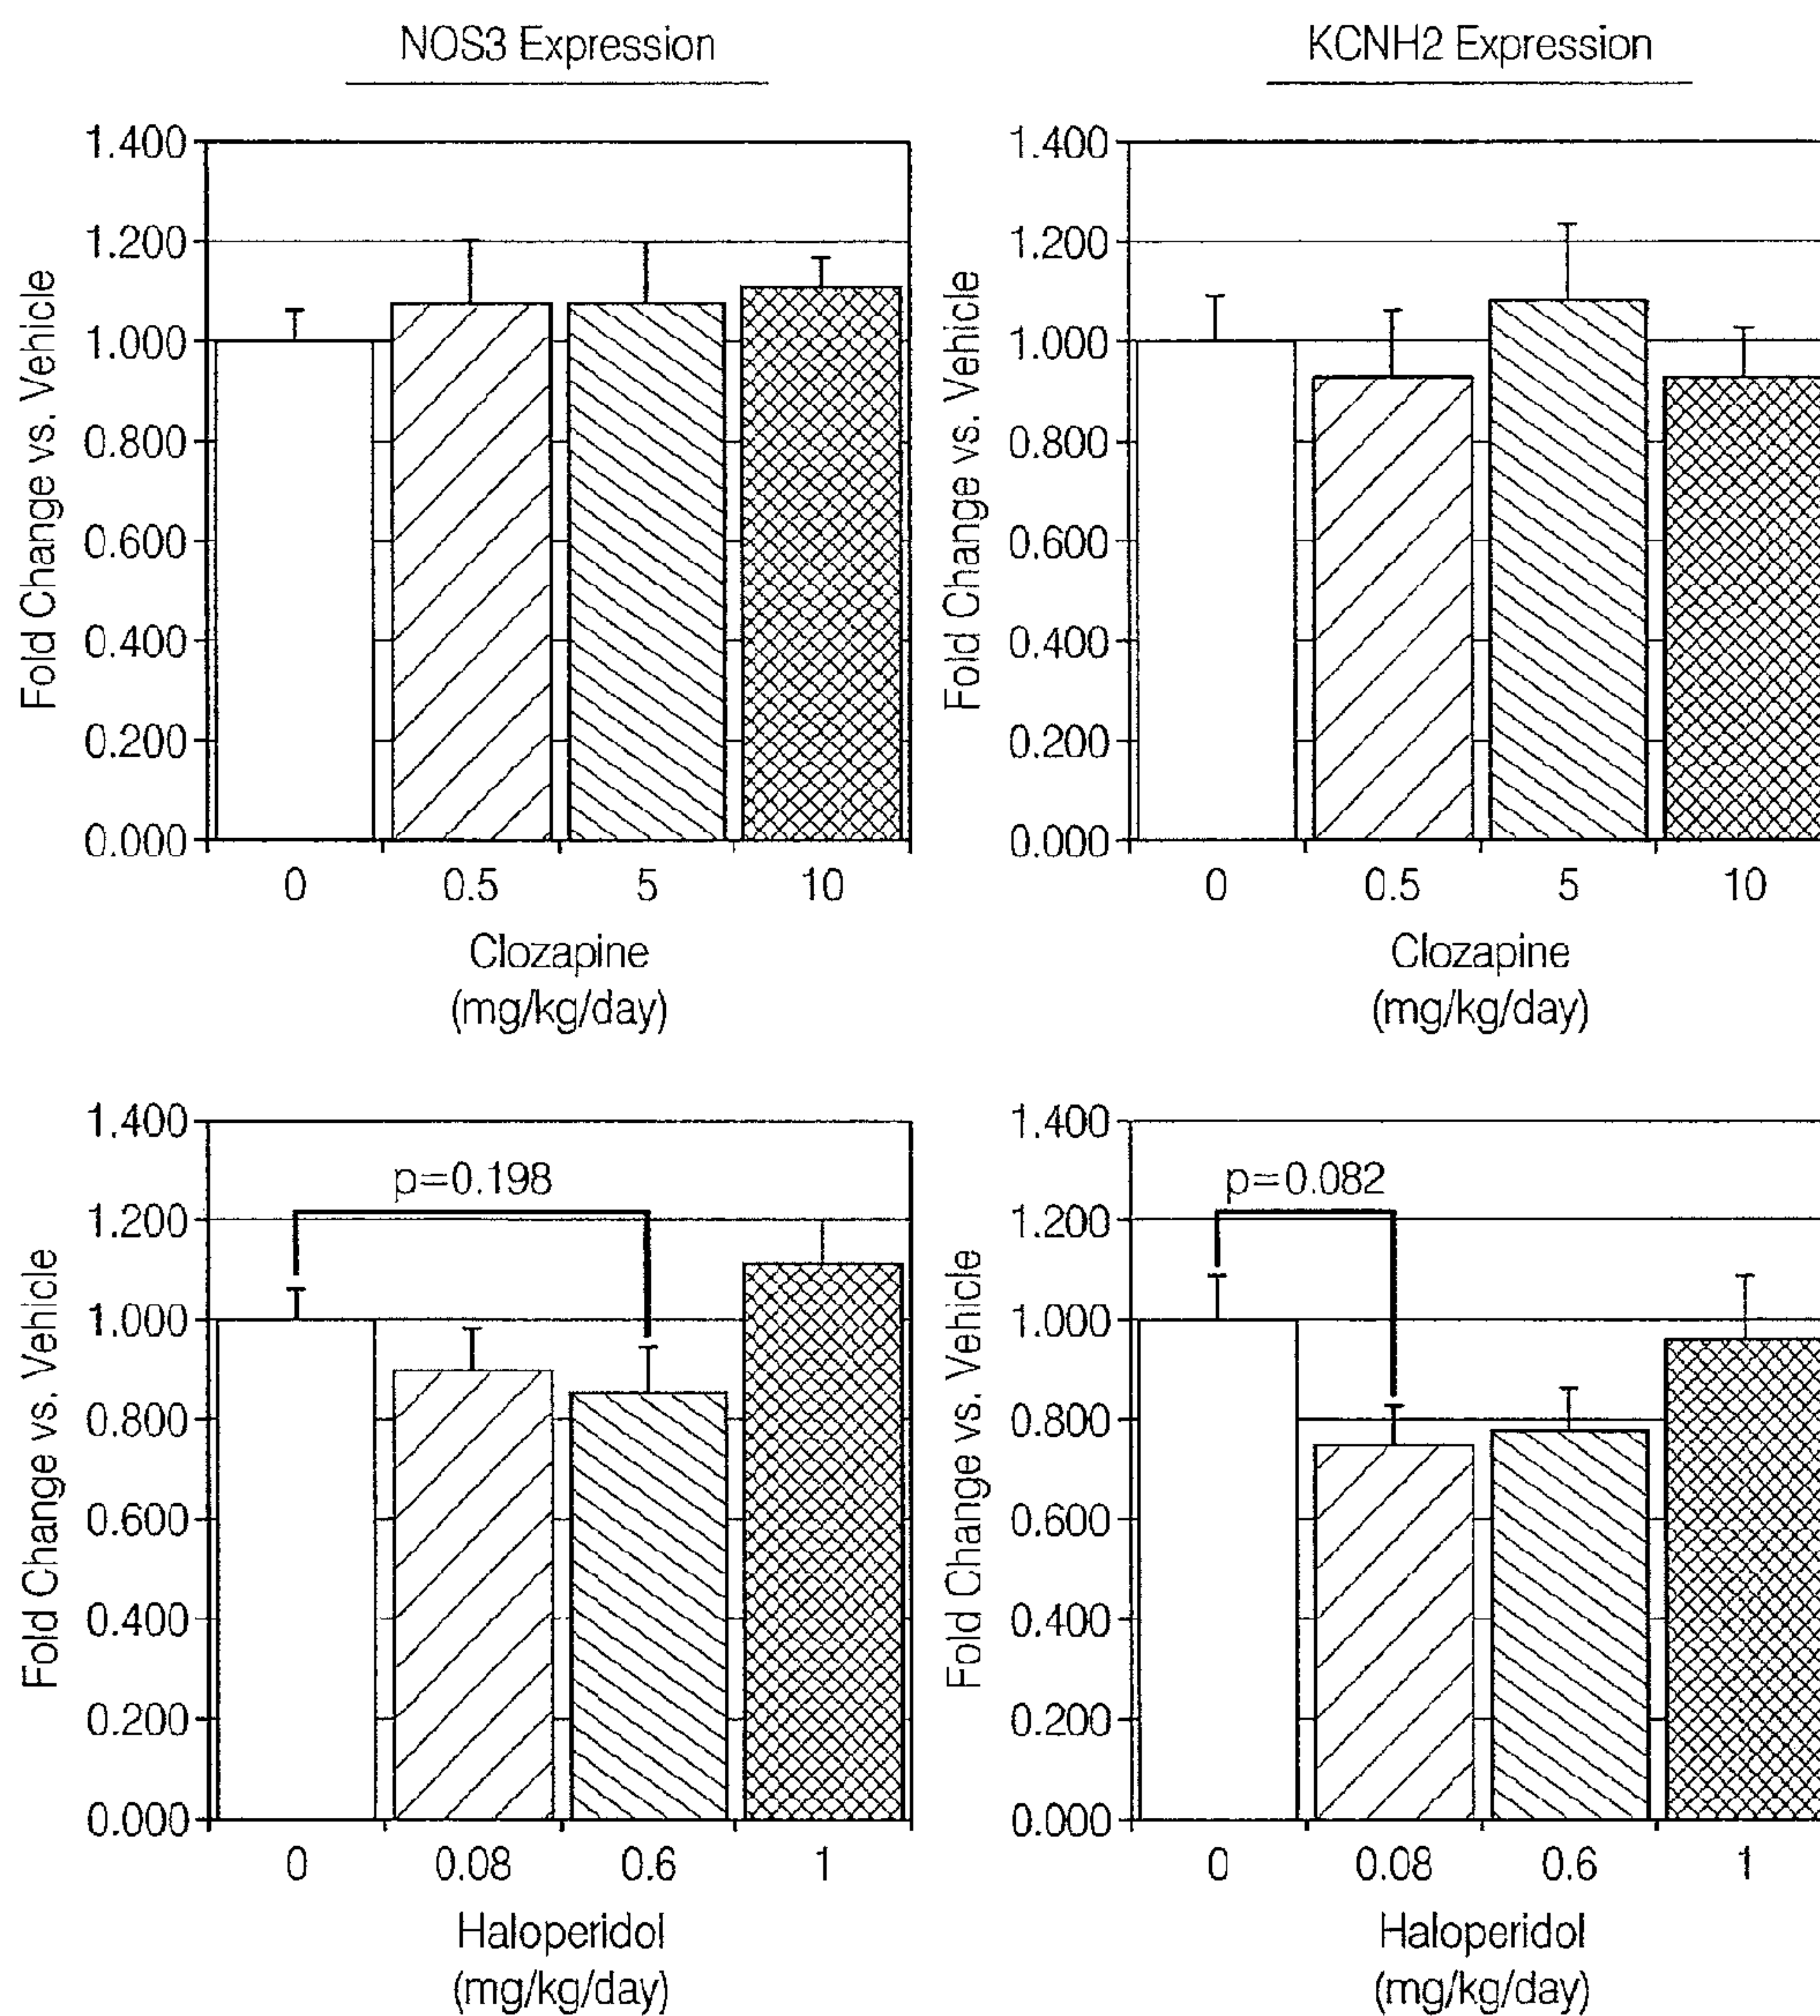 NOS3 Expression
KCNH2 Expression
Fold Change vs. Vehicle
1.400
1.200
1.000
0.800
0.600
0.400
0.200
0.000
0 0.5 5 10
Clozapine
(mg/kg/day)
Fold Change vs. Vehicle
1.400
1.200
1.000
0.800
0.600
0.400
0.200
0.000
0 0.5 5 10
Clozapine
(mg/kg/day)
Fold Change vs. Vehicle
1.400
1.200
1.000
0.800
0.600
0.400
0.200
0.000
p=0.198
0 0.08 0.6 1
Haloperidol
(mg/kg/day)
Fold Change vs. Vehicle
1.400
1.200
1.000
0.800
0.600
0.400
0.200
0.000
p=0.082
0 0.08 0.6 1
Haloperidol
(mg/kg/day)